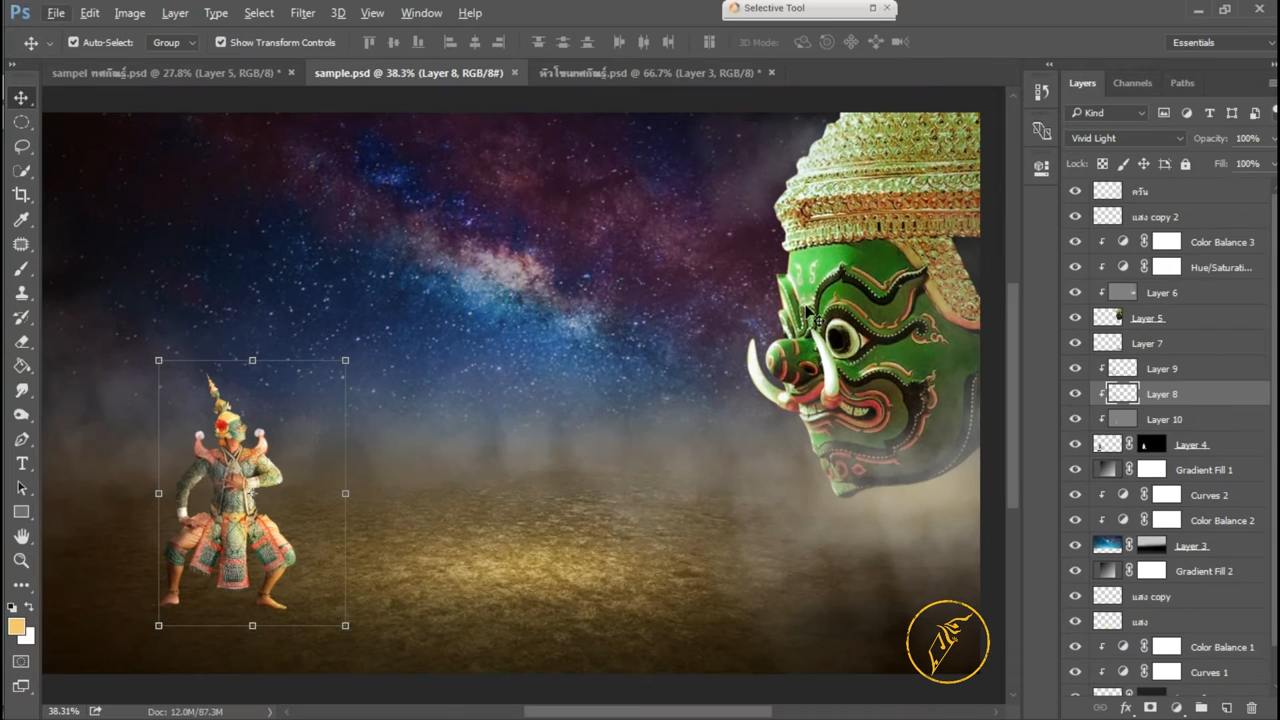 Ps File Edit Image Layer Type Select Filter 3D View Window Help
Selective Tool
Auto-Select: Group Show Transform Controls 3D Mode: Essentials
sampel ทศกัณฐ์.psd @ 27.8% (Layer 5, RGB/8) *
sample.psd @ 38.3% (Layer 8, RGB/8#)
หัวโขนทศกัณฐ์.psd @ 66.7% (Layer 3, RGB/8) *
Layers Channels Paths
Kind
Vivid Light Opacity: 100%
Lock: Fill: 100%
ควัน
แสง copy 2
Color Balance 3
Hue/Saturati...
Layer 6
Layer 5
Layer 7
Layer 9
Layer 8
Layer 10
Layer 4
Gradient Fill 1
Curves 2
Color Balance 2
Layer 3
Gradient Fill 2
แสง copy
แสง
Color Balance 1
Curves 1
38.31% Doc: 12.0M/87.3M